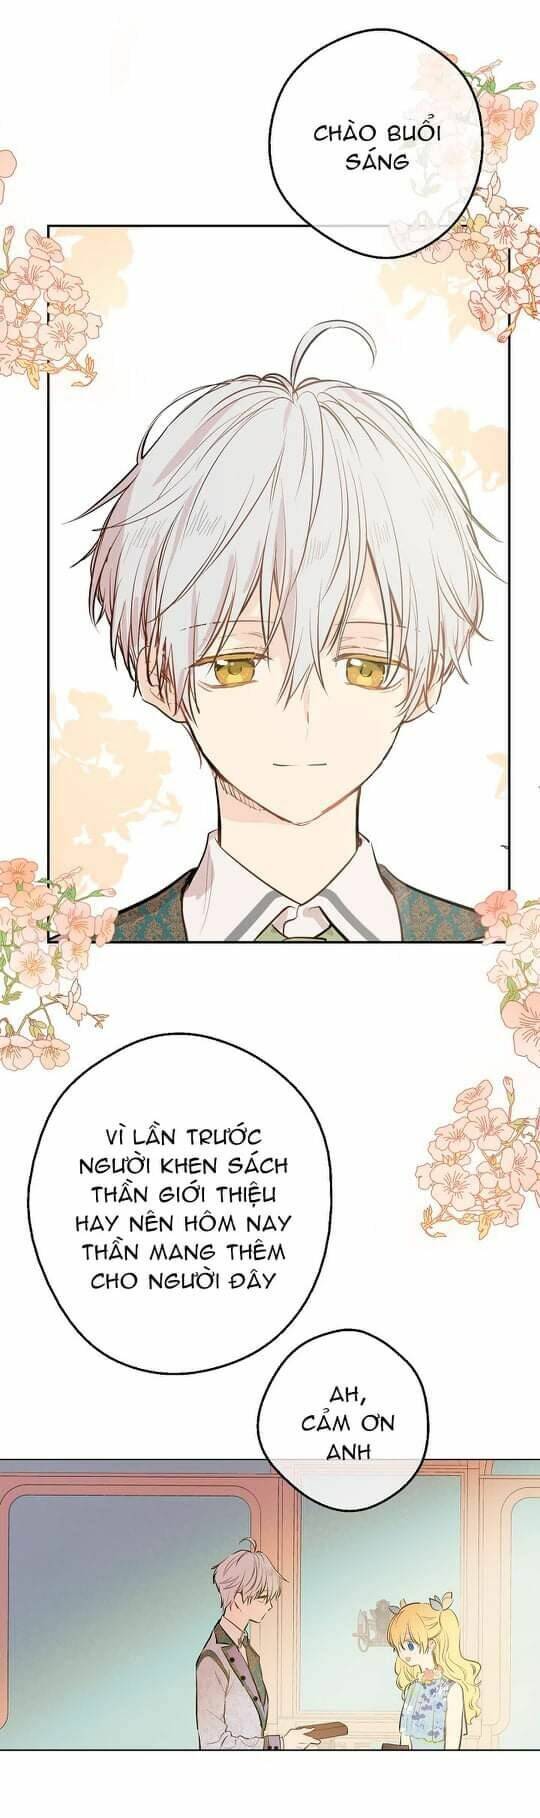 CHÀO BUỔI
SÁNG
VÌ LẦN TRƯỚC
NGƯỜI KHEN SÁCH
THẦN GIỚI THIỆU
HAY NÊN HÔM NAY
THẦN MANG THÊM
CHO NGƯỜI ĐÂY
AH,
CẢM ƠN
ANH